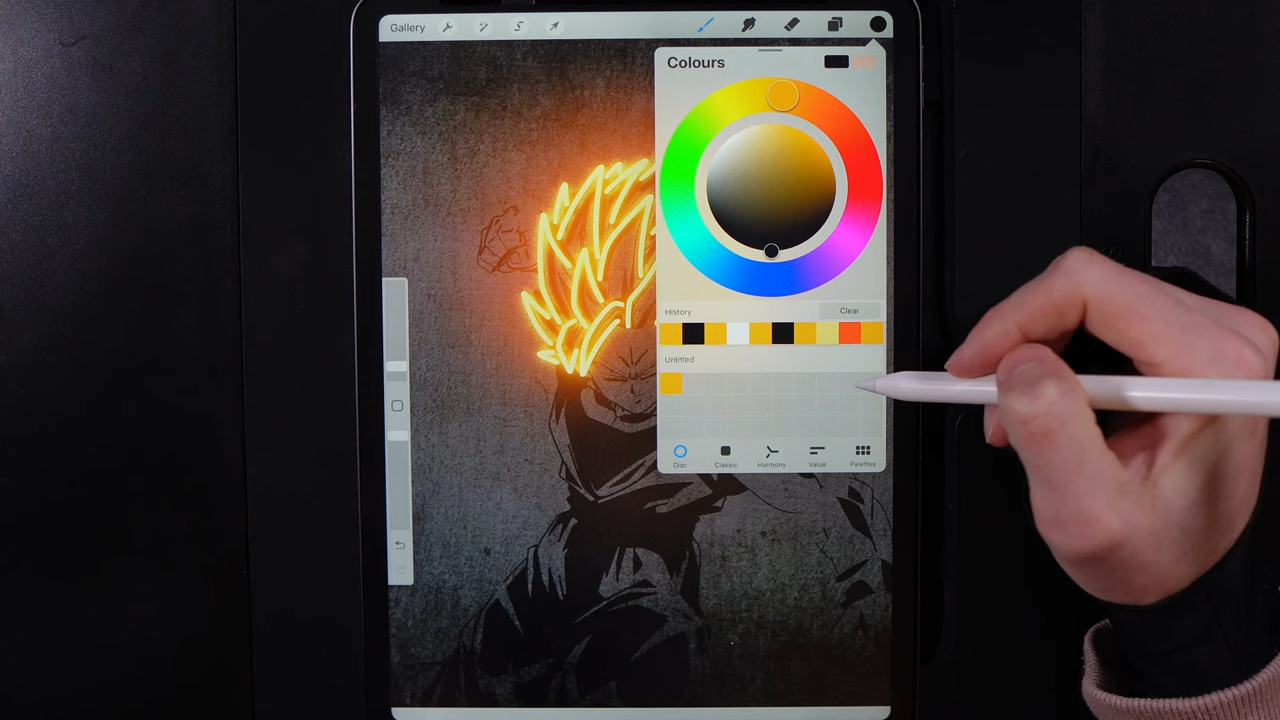 Gallery
Colours
History
Clear
Untitled
Disc
Classic
Harmony
Value
Palettes